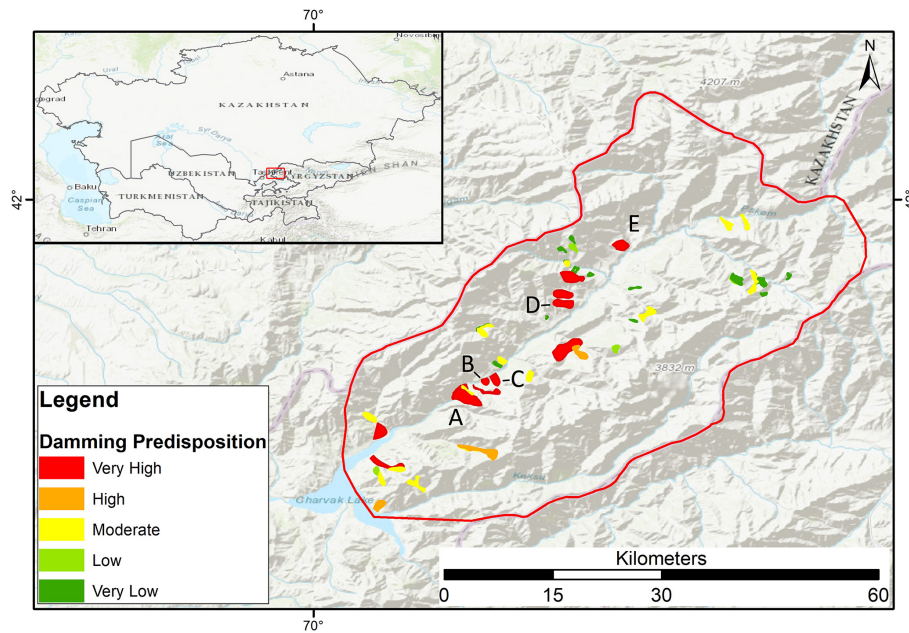 70°
Novosibir
Ural
Astana
KAZAKHSTAN
Syr Darya
Aral
Sea
UZBEKISTAN
Tashkent
KYRGYZSTAN
SHAN
Baku
Caspian
Sea
TURKMENISTAN
TAJIKISTAN
Tehran
Kabul
42°
4207 m
N
KAZAKHSTAN
Pskem
E
D
3832 m
B
C
A
Charvak Lake
Legend
Damming Predisposition
Very High
High
Moderate
Low
Very Low
Kilometers
0 15 30 60
70°